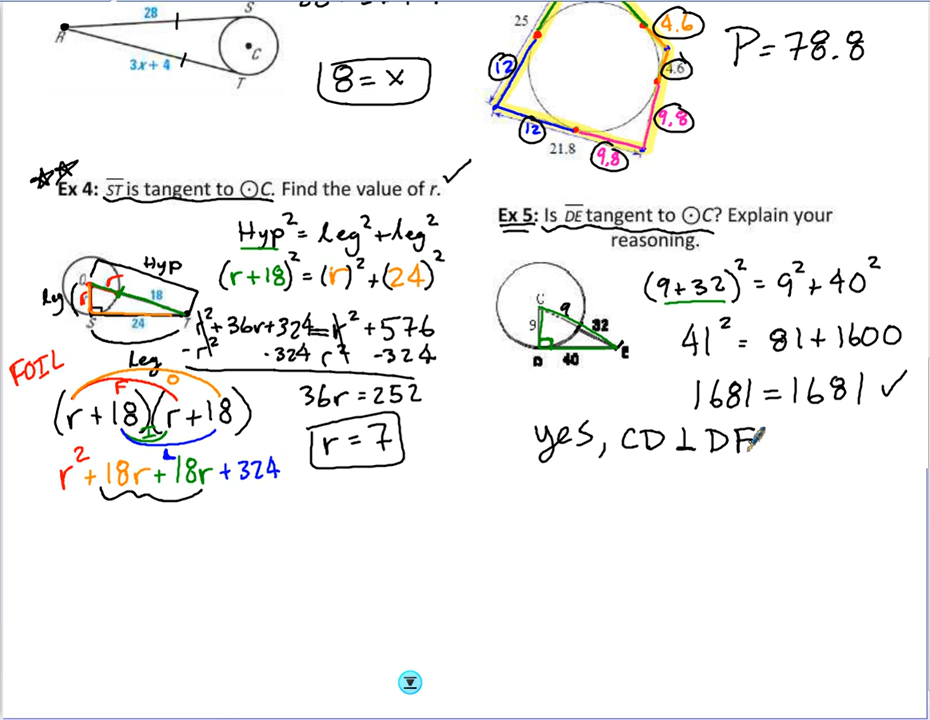 28
S
R
C
3x + 4
T
8 = x
25
4.6
4.6
12
12
9.8
21.8
9.8
P = 78.8
Ex 4: ST is tangent to ⊙C. Find the value of r.
Hyp² = leg² + leg²
(r+18)² = (r)² + (24)²
Hyp
r
18
r
leg
S
24
T
Leg
r² + 36r + 324 = r² + 576
- r² - 324 r² - 324
36r = 252
r = 7
FOIL
F
O
I
L
(r + 18)(r + 18)
r² + 18r + 18r + 324
Ex 5: Is DE tangent to ⊙C? Explain your
reasoning.
C
9
9
32
D
40
E
(9+32)² = 9² + 40²
41² = 81 + 1600
1681 = 1681 ✓
yes, CD ⊥ DE